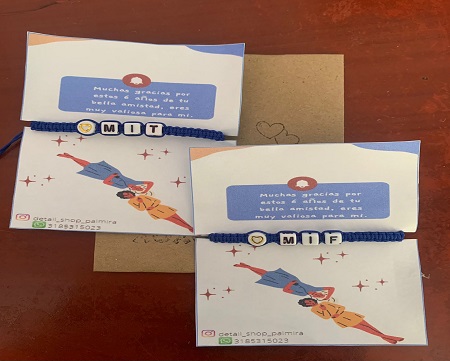 Muchas gracias por
estos 6 años de tu
bella amistad, eres
muy valiosa para mi.
MIT
detail_shop_palmira
3185315023
Muchas gracias por
estos 6 años de tu
bella amistad, eres
muy valiosa para mi.
MIF
detail_shop_palmira
3185315023